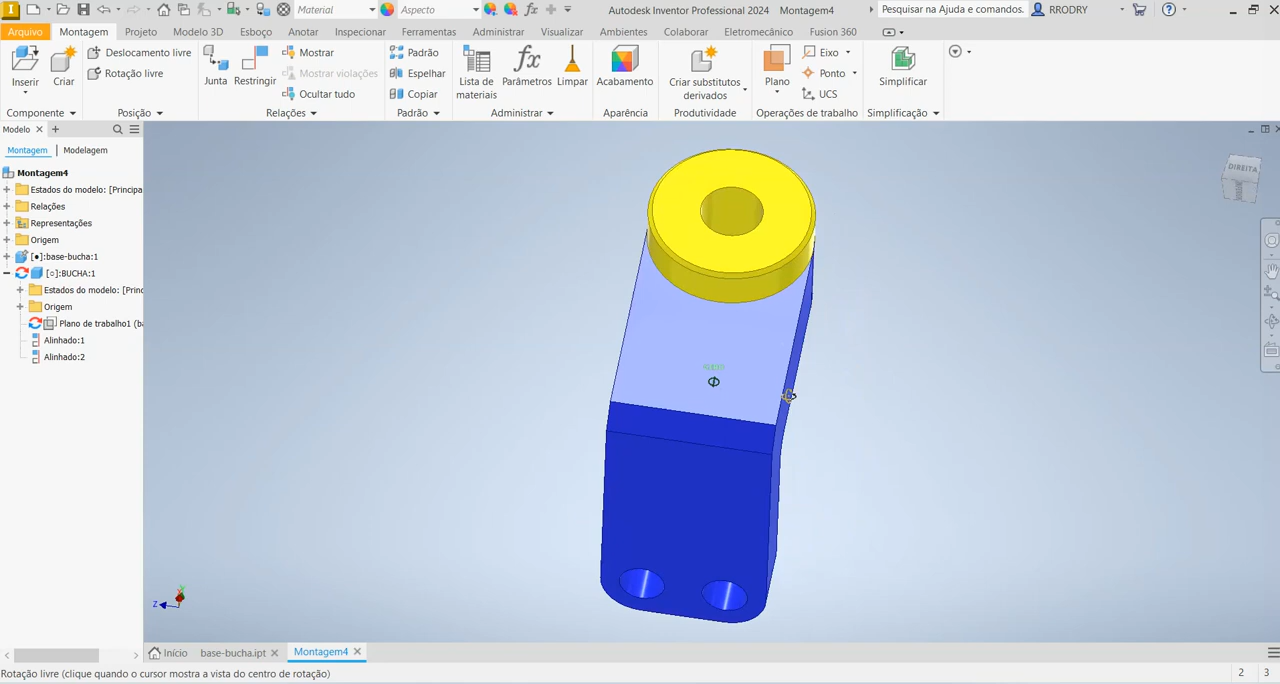 Material
Aspecto
Autodesk Inventor Professional 2024
Montagem4
Pesquisar na Ajuda e comandos.
RRODRY
Arquivo
Montagem
Projeto
Modelo 3D
Esboço
Anotar
Inspecionar
Ferramentas
Administrar
Visualizar
Ambientes
Colaborar
Eletromecânico
Fusion 360
Inserir
Criar
Deslocamento livre
Rotação livre
Junta
Restringir
Mostrar
Mostrar violações
Ocultar tudo
Padrão
Espelhar
Copiar
Lista de
materiais
Parâmetros
Limpar
Acabamento
Criar substitutos
derivados
Plano
Eixo
Ponto
UCS
Simplificar
Componente
Posição
Relações
Padrão
Administrar
Aparência
Produtividade
Operações de trabalho
Simplificação
Modelo
Montagem
Modelagem
Montagem4
Estados do modelo: [Principa
Relações
Representações
Origem
[●]:base-bucha:1
[○]:BUCHA:1
Estados do modelo: [Princ
Origem
Plano de trabalho1 (ba
Alinhado:1
Alinhado:2
DIREITA
Z
Início
base-bucha.ipt
Montagem4
Rotação livre (clique quando o cursor mostra a vista do centro de rotação)
2
3